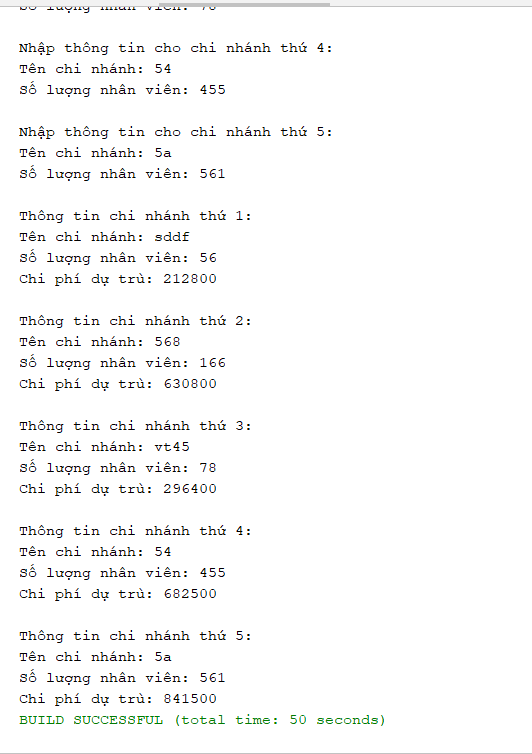 Số lượng nhân viên: 78
Nhập thông tin cho chi nhánh thứ 4:
Tên chi nhánh: 54
Số lượng nhân viên: 455
Nhập thông tin cho chi nhánh thứ 5:
Tên chi nhánh: 5a
Số lượng nhân viên: 561
Thông tin chi nhánh thứ 1:
Tên chi nhánh: sddf
Số lượng nhân viên: 56
Chi phí dự trù: 212800
Thông tin chi nhánh thứ 2:
Tên chi nhánh: 568
Số lượng nhân viên: 166
Chi phí dự trù: 630800
Thông tin chi nhánh thứ 3:
Tên chi nhánh: vt45
Số lượng nhân viên: 78
Chi phí dự trù: 296400
Thông tin chi nhánh thứ 4:
Tên chi nhánh: 54
Số lượng nhân viên: 455
Chi phí dự trù: 682500
Thông tin chi nhánh thứ 5:
Tên chi nhánh: 5a
Số lượng nhân viên: 561
Chi phí dự trù: 841500
BUILD SUCCESSFUL (total time: 50 seconds)